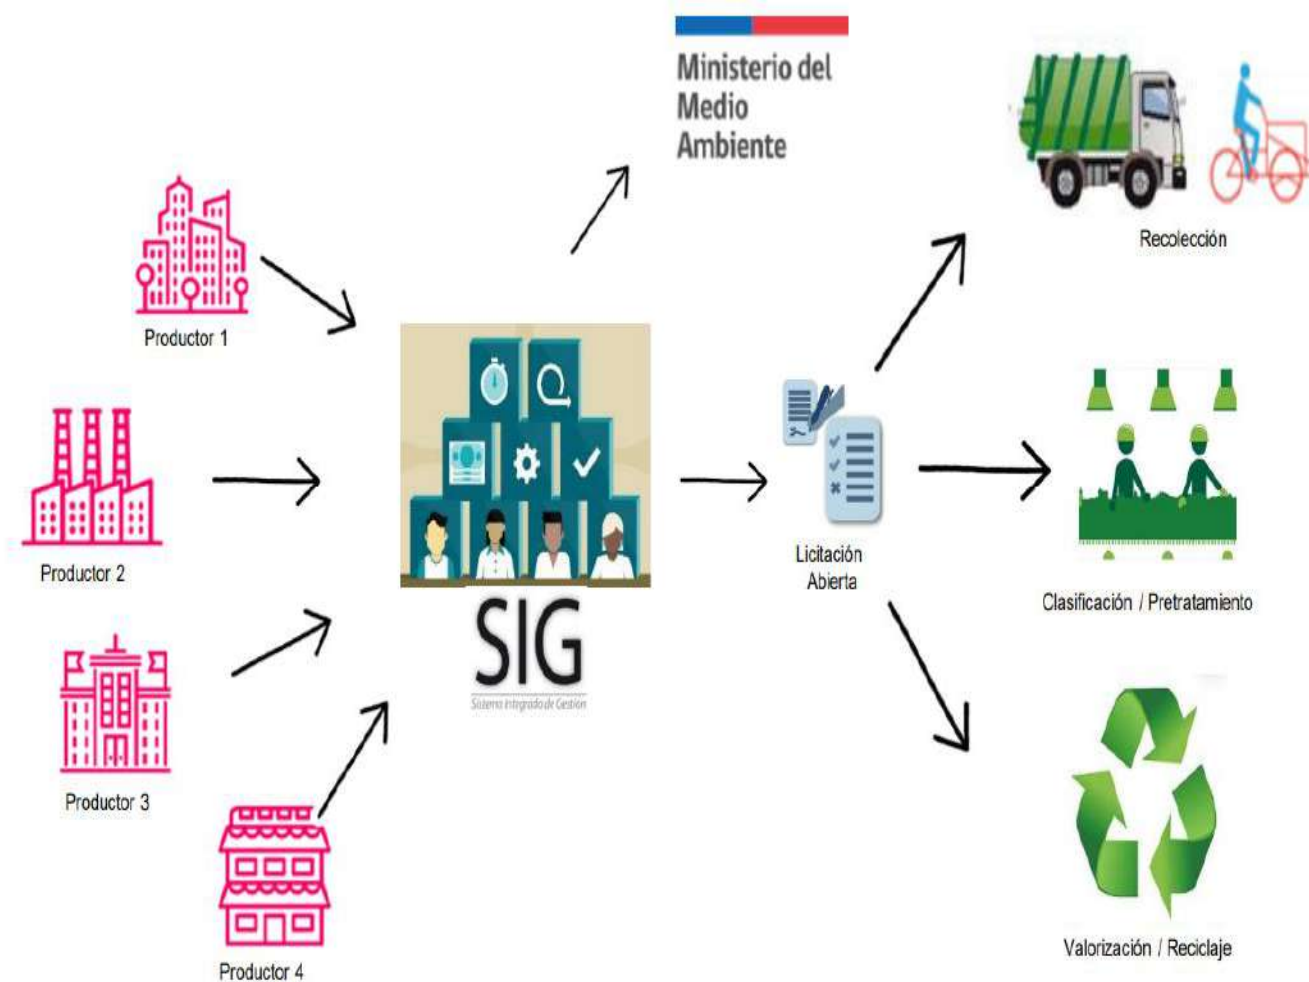 Ministerio del
Medio
Ambiente
Recolección
Productor 1
Productor 2
Licitación
Abierta
Clasificación / Pretratamiento
SIG
Sistema Integrado de Gestión
Productor 3
Valorización / Reciclaje
Productor 4